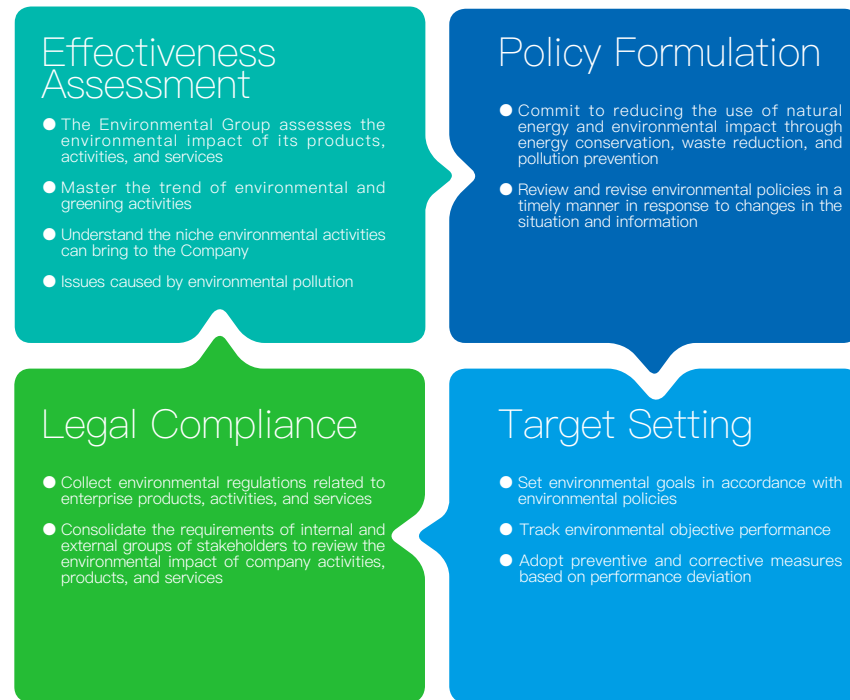 Effectiveness
Assessment
● The Environmental Group assesses the
environmental impact of its products,
activities, and services
● Master the trend of environmental and
greening activities
● Understand the niche environmental activities
can bring to the Company
● Issues caused by environmental pollution
Policy Formulation
● Commit to reducing the use of natural
energy and environmental impact through
energy conservation, waste reduction, and
pollution prevention
● Review and revise environmental policies in a
timely manner in response to changes in the
situation and information
Legal Compliance
● Collect environmental regulations related to
enterprise products, activities, and services
● Consolidate the requirements of internal and
external groups of stakeholders to review the
environmental impact of company activities,
products, and services
Target Setting
● Set environmental goals in accordance with
environmental policies
● Track environmental objective performance
● Adopt preventive and corrective measures
based on performance deviation